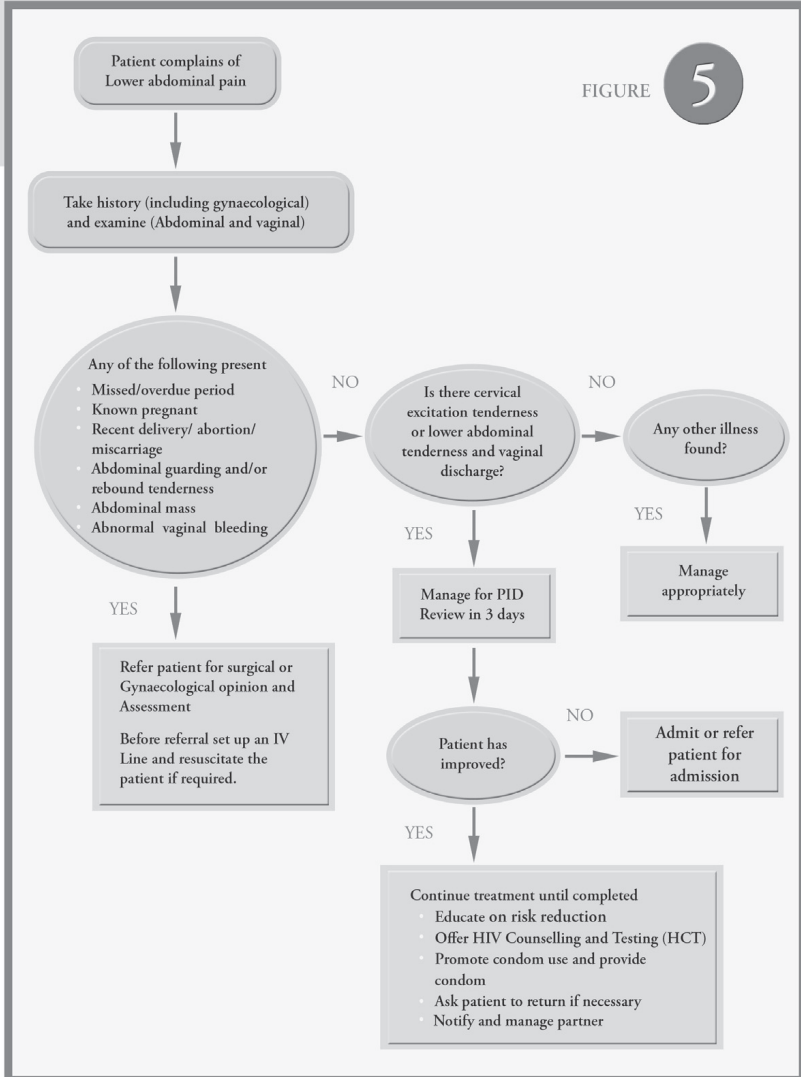 FIGURE 5
Patient complains of
Lower abdominal pain
Take history (including gynaecological)
and examine (Abdominal and vaginal)
Any of the following present
Missed/overdue period
Known pregnant
Recent delivery/ abortion/
miscarriage
Abdominal guarding and/or
rebound tenderness
Abdominal mass
Abnormal vaginal bleeding
NO
Is there cervical
excitation tenderness
or lower abdominal
tenderness and vaginal
discharge?
NO
Any other illness
found?
YES
Manage
appropriately
YES
Manage for PID
Review in 3 days
YES
Refer patient for surgical or
Gynaecological opinion and
Assessment
Before referral set up an IV
Line and resuscitate the
patient if required.
Patient has
improved?
NO
Admit or refer
patient for
admission
YES
Continue treatment until completed
Educate on risk reduction
Offer HIV Counselling and Testing (HCT)
Promote condom use and provide
condom
Ask patient to return if necessary
Notify and manage partner